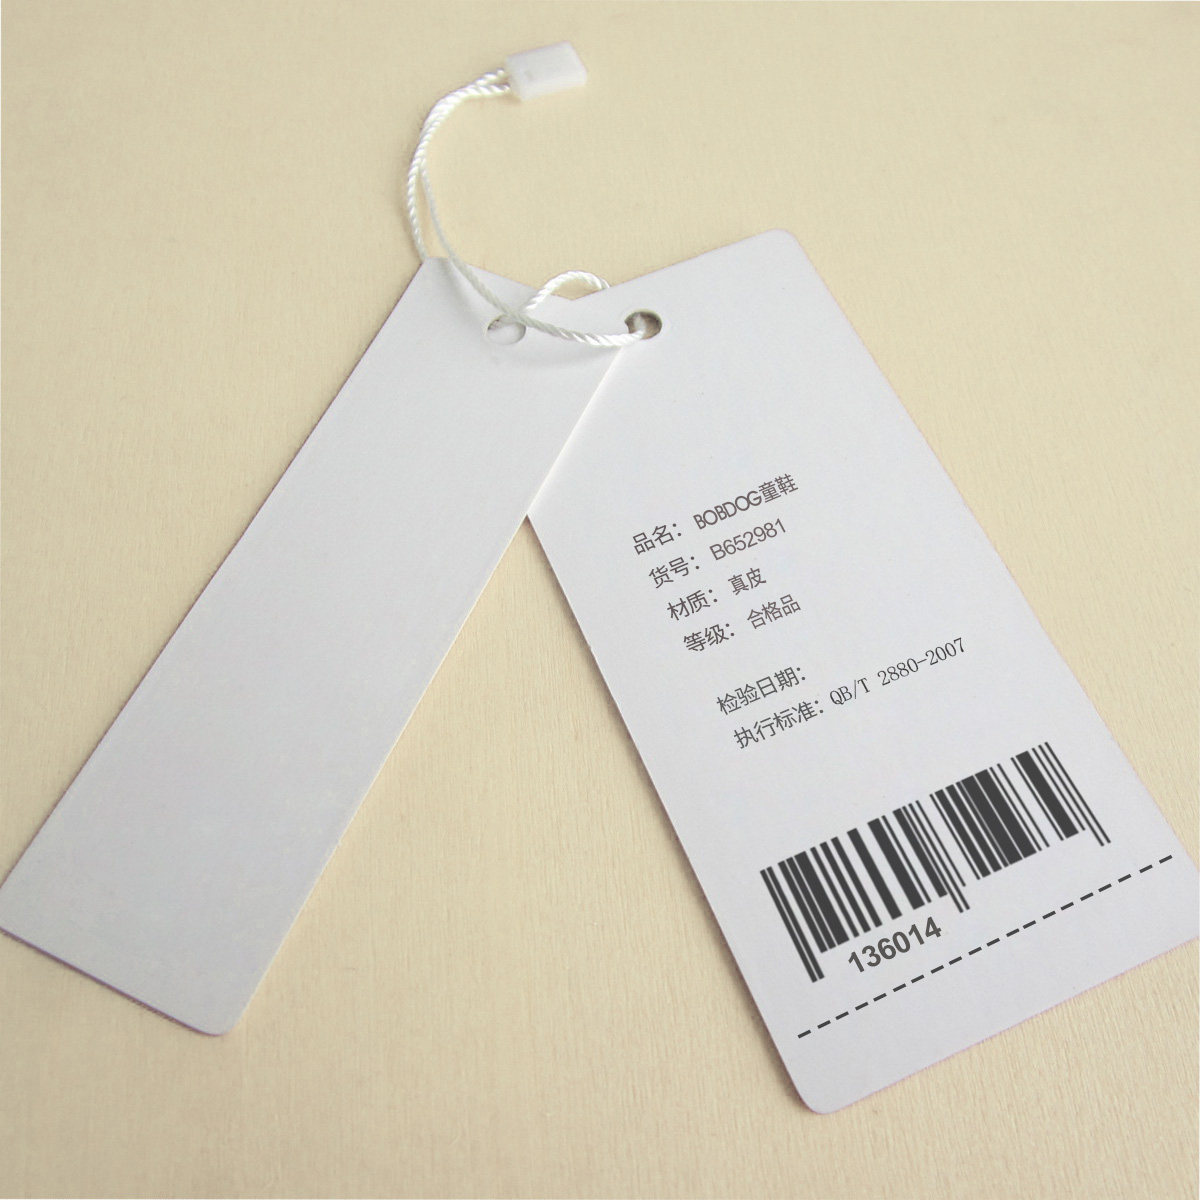 品名：BOBDOG童鞋
货号：B652981
材质：真皮
等级：合格品
检验日期：
执行标准：QB/T 2880-2007
136014